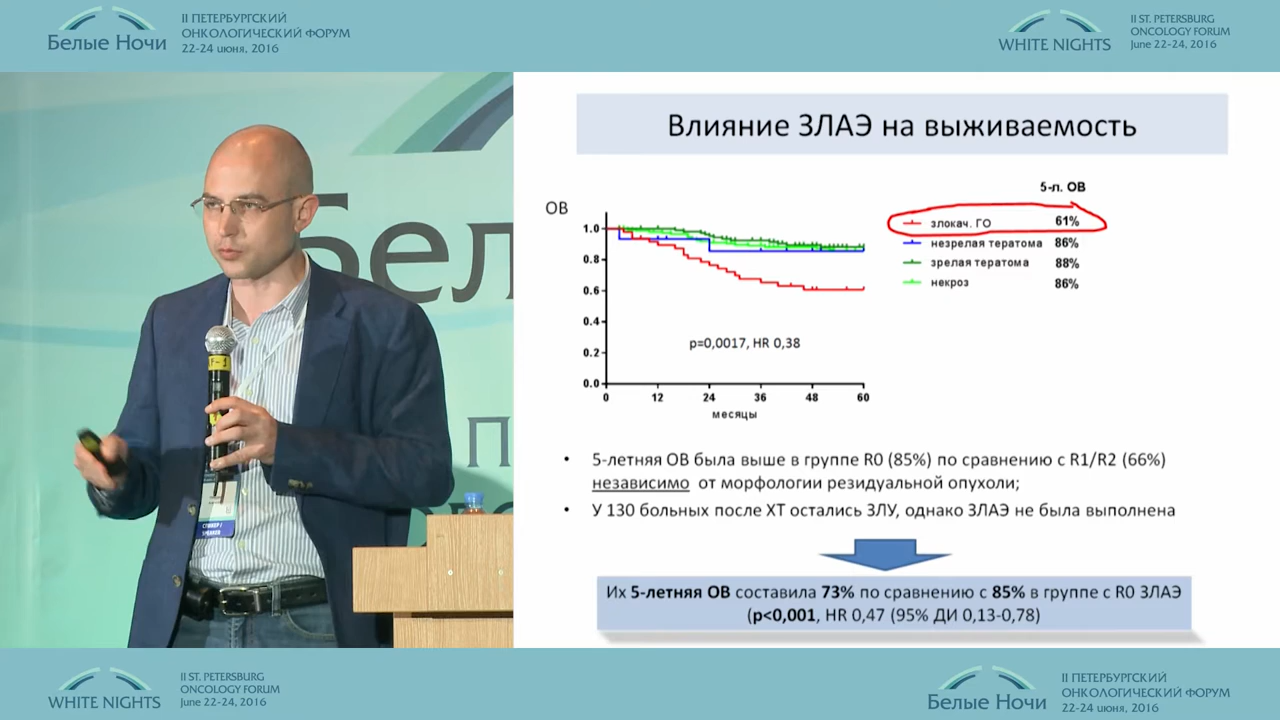 Белые Ночи
II ПЕТЕРБУРГСКИЙ
ОНКОЛОГИЧЕСКИЙ ФОРУМ
22-24 июня, 2016
WHITE NIGHTS
II ST. PETERSBURG
ONCOLOGY FORUM
June 22-24, 2016
Бел
п
Влияние ЗЛАЭ на выживаемость
ОВ
5-л. ОВ
злокач. ГО 61%
незрелая тератома 86%
зрелая тератома 88%
некроз 86%
1.0
0.8
0.6
0.4
0.2
0.0
p=0,0017, HR 0,38
0 12 24 36 48 60
месяцы
• 5-летняя ОВ была выше в группе R0 (85%) по сравнению с R1/R2 (66%)
независимо от морфологии резидуальной опухоли;
• У 130 больных после ХТ остались ЗЛУ, однако ЗЛАЭ не была выполнена
Их 5-летняя ОВ составила 73% по сравнению с 85% в группе с R0 ЗЛАЭ
(p<0,001, HR 0,47 (95% ДИ 0,13-0,78)
WHITE NIGHTS
II ST. PETERSBURG
ONCOLOGY FORUM
June 22-24, 2016
Белые Ночи
II ПЕТЕРБУРГСКИЙ
ОНКОЛОГИЧЕСКИЙ ФОРУМ
22-24 июня, 2016